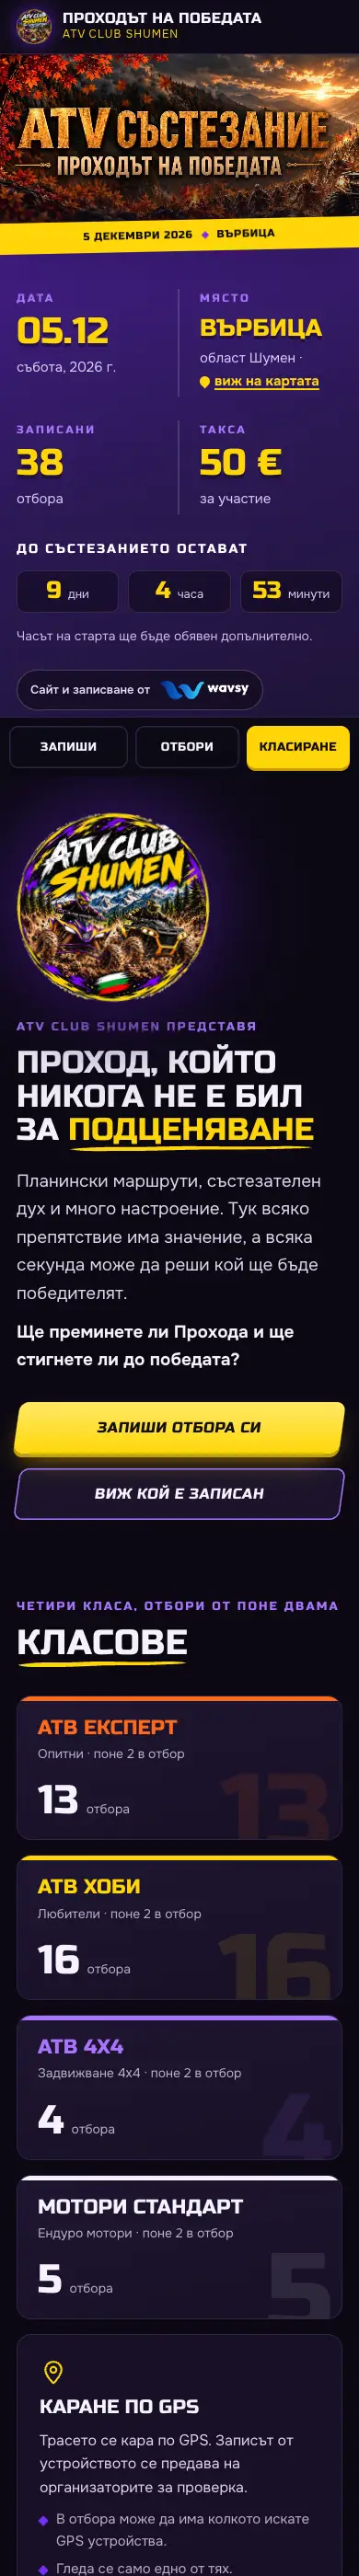 ПРОХОДЪТ НА ПОБЕДАТА
ATV CLUB SHUMEN
ATV СЪСТЕЗАНИЕ
ПРОХОДЪТ НА ПОБЕДАТА
5 ДЕКЕМВРИ 2026 ◆ ВЪРБИЦА
ДАТА
05.12
събота, 2026 г.
МЯСТО
ВЪРБИЦА
област Шумен ·
виж на картата
ЗАПИСАНИ
38
отбора
ТАКСА
50 €
за участие
ДО СЪСТЕЗАНИЕТО ОСТАВАТ
9 дни
4 часа
53 минути
Часът на старта ще бъде обявен допълнително.
Сайт и записване от wavsy
ЗАПИШИ
ОТБОРИ
КЛАСИРАНЕ
ATV CLUB
SHUMEN
ATV CLUB SHUMEN ПРЕДСТАВЯ
ПРОХОД, КОЙТО
НИКОГА НЕ Е БИЛ
ЗА ПОДЦЕНЯВАНЕ
Планински маршрути, състезателен
дух и много настроение. Тук всяко
препятствие има значение, а всяка
секунда може да реши кой ще бъде
победителят.
Ще преминете ли Прохода и ще
стигнете ли до победата?
ЗАПИШИ ОТБОРА СИ
ВИЖ КОЙ Е ЗАПИСАН
ЧЕТИРИ КЛАСА, ОТБОРИ ОТ ПОНЕ ДВАМА
КЛАСОВЕ
АТВ ЕКСПЕРТ
Опитни · поне 2 в отбор
13 отбора
13
АТВ ХОБИ
Любители · поне 2 в отбор
16 отбора
16
АТВ 4X4
Задвижване 4x4 · поне 2 в отбор
4 отбора
4
МОТОРИ СТАНДАРТ
Ендуро мотори · поне 2 в отбор
5 отбора
5
КАРАНЕ ПО GPS
Трасето се кара по GPS. Записът от
устройството се предава на
организаторите за проверка.
В отбора може да има колкото искате
GPS устройства.
Гледа се само едно от тях.